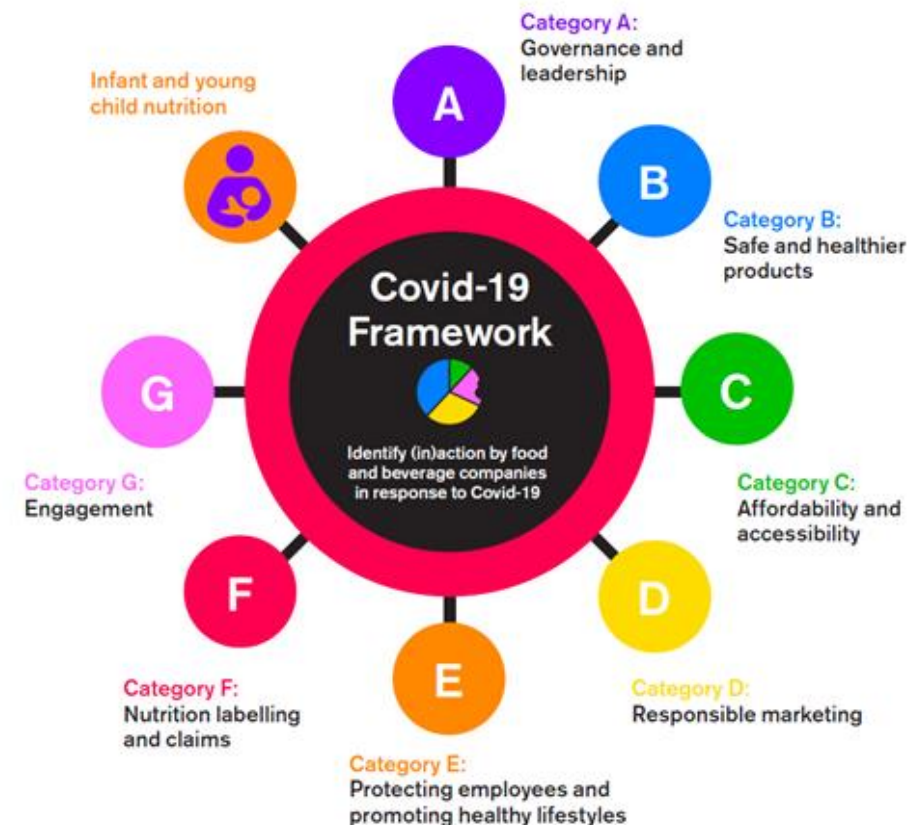 Category A:
Governance and
leadership
A
Infant and young
child nutrition
B
Category B:
Safe and healthier
products
Covid-19
Framework
Identify (in)action by food
and beverage companies
in response to Covid-19
C
Category C:
Affordability and
accessibility
D
Category D:
Responsible marketing
E
Category E:
Protecting employees and
promoting healthy lifestyles
F
Category F:
Nutrition labelling
and claims
G
Category G:
Engagement